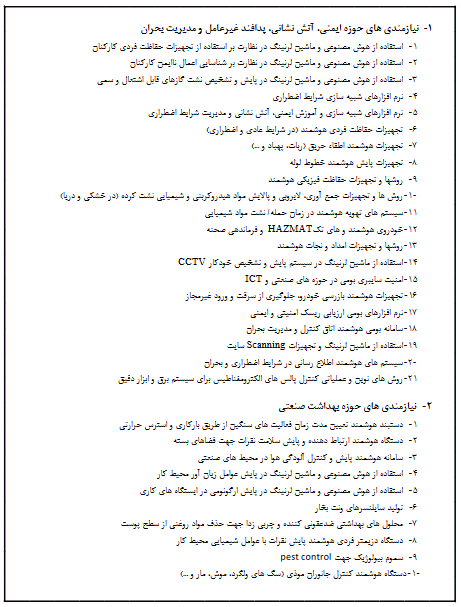 ۱- نیازمندی های حوزه ایمنی، آتش نشانی، پدافند غیرعامل و مدیریت بحران
۱- استفاده از هوش مصنوعی و ماشین لرنینگ در نظارت بر استفاده از تجهیزات حفاظت فردی کارکنان
۲- استفاده از هوش مصنوعی و ماشین لرنینگ در نظارت بر شناسایی اعمال ناایمن کارکنان
۳- استفاده از هوش مصنوعی و ماشین لرنینگ در پایش و تشخیص نشت گازهای قابل اشتعال و سمی
۴- نرم افزارهای شبیه سازی شرایط اضطراری
۵- نرم افزارهای شبیه سازی و آموزش ایمنی، آتش نشانی و مدیریت شرایط اضطراری
۶- تجهیزات حفاظت فردی هوشمند (در شرایط عادی و اضطراری)
۷- تجهیزات هوشمند اطفاء حریق (ربات، پهپاد و ...)
۸- تجهیزات پایش هوشمند خطوط لوله
۹- روشها و تجهیزات حفاظت فیزیکی هوشمند
۱۰- روش ها و تجهیزات جمع آوری، لایروبی و پالایش مواد هیدروکربنی و شیمیایی نشت کرده (در خشکی و دریا)
۱۱-سیستم های تهویه هوشمند در زمان حمله/ نشت مواد شیمیایی
۱۲-خودروی هوشمند و های تک HAZMAT و فرماندهی صحنه
۱۳-روشها و تجهیزات امداد و نجات هوشمند
۱۴-استفاده از ماشین لرنینگ در سیستم پایش و تشخیص خودکار CCTV
۱۵-امنیت سایبری بومی در حوزه های صنعتی و ICT
۱۶-تجهیزات هوشمند بازرسی خودرو، جلوگیری از سرقت و ورود غیرمجاز
۱۷-نرم افزارهای بومی ارزیابی ریسک امنیتی و ایمنی
۱۸-سامانه بومی هوشمند اتاق کنترل و مدیریت بحران
۱۹-استفاده از ماشین لرنینگ و تجهیزات Scanning سایت
۲۰-سیستم های هوشمند اطلاع رسانی در شرایط اضطراری و بحران
۲۱-روش های نوین و عملیاتی کنترل پالس های الکترومغناطیس برای سیستم برق و ابزار دقیق
۲- نیازمندی های حوزه بهداشت صنعتی
۱- دستبند هوشمند تعیین مدت زمان فعالیت های سنگین از طریق بارکاری و استرس حرارتی
۲- دستگاه هوشمند ارتباط دهنده و پایش سلامت نفرات جهت فضاهای بسته
۳- سامانه هوشمند پایش و کنترل آلودگی هوا در محیط های صنعتی
۴- استفاده از هوش مصنوعی و ماشین لرنینگ در پایش عوامل زیان آور محیط کار
۵- استفاده از هوش مصنوعی و ماشین لرنینگ در پایش ارگونومی در ایستگاه های کاری
۶- تولید سایلنسرهای ونت بخار
۷- محلول های بهداشتی ضدعفونی کننده و چربی زدا جهت حذف مواد روغنی از سطح پوست
۸- دستگاه دزیمتر فردی هوشمند پایش نفرات با عوامل شیمیایی محیط کار
۹- سموم بیولوژیک جهت pest control
۱۰-دستگاه هوشمند کنترل جانوران موذی (سگ های ولگرد، موش، مار و ...)